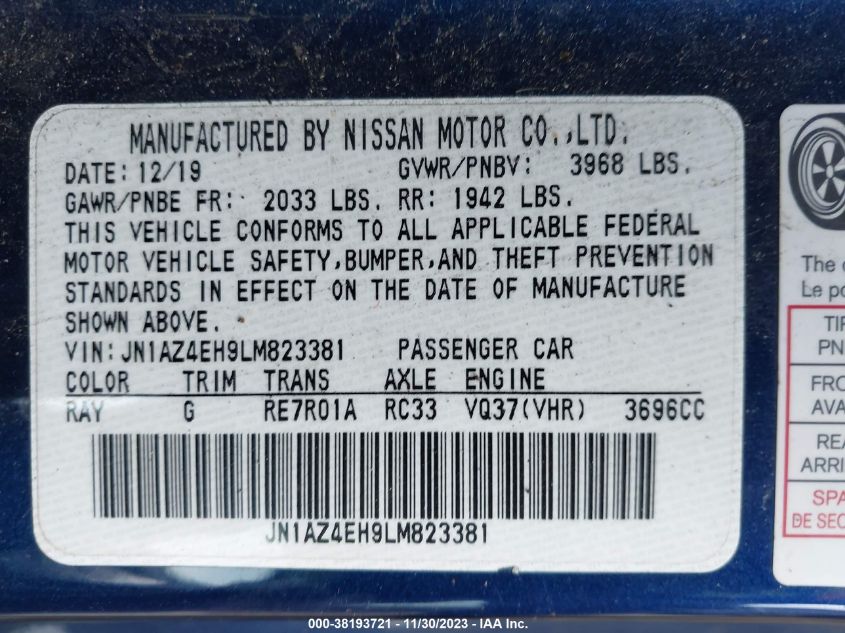 MANUFACTURED BY NISSAN MOTOR CO.,LTD.
DATE: 12/19 GVWR/PNBV: 3968 LBS.
GAWR/PNBE FR: 2033 LBS. RR: 1942 LBS.
THIS VEHICLE CONFORMS TO ALL APPLICABLE FEDERAL
MOTOR VEHICLE SAFETY,BUMPER,AND THEFT PREVENTION
STANDARDS IN EFFECT ON THE DATE OF MANUFACTURE
SHOWN ABOVE.
VIN: JN1AZ4EH9LM823381 PASSENGER CAR
COLOR TRIM TRANS AXLE ENGINE
RAY G RE7R01A RC33 VQ37(VHR) 3696CC
JN1AZ4EH9LM823381
The
Le po
TIR
PN
FRO
AVA
REA
ARRI
SPA
DE SEC
000-38193721 - 11/30/2023 - IAA Inc.